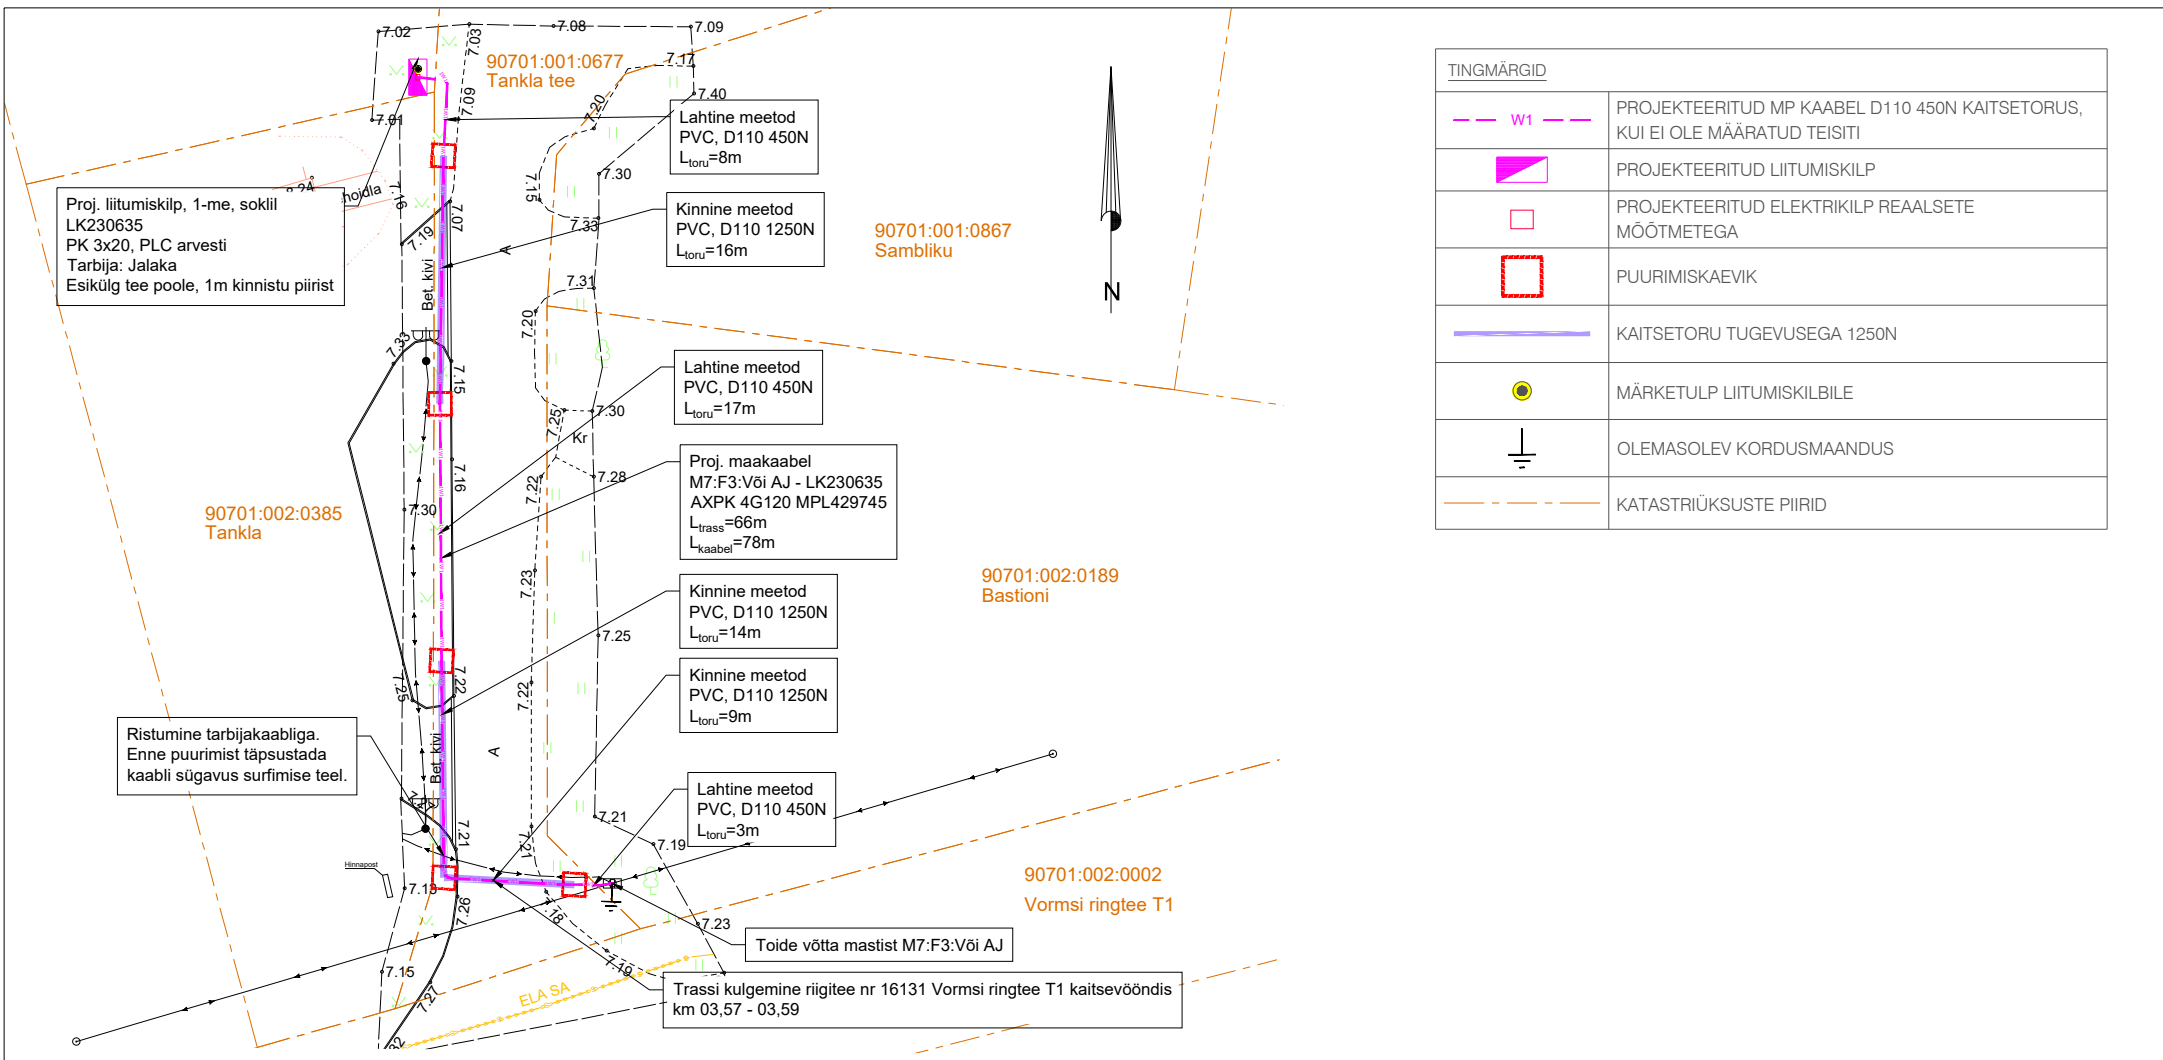 7.02
7.03
7.08
7.09
90701:001:0677
Tankla tee
7.17
7.09
7.20
7.40
7.01
Lahtine meetod
PVC, D110 450N
Ltoru=8m
8.24
hoidla
7.16
7.15
7.30
Proj. liitumiskilp, 1-me, soklil
LK230635
PK 3x20, PLC arvesti
Tarbija: Jalaka
Esikülg tee poole, 1m kinnistu piirist
7.19
7.07
7.33
A
Kinnine meetod
PVC, D110 1250N
Ltoru=16m
90701:001:0867
Sambliku
Bet. kivi
7.31
7.20
N
7.33
7.15
Lahtine meetod
PVC, D110 450N
Ltoru=17m
7.25
7.30
Kr
7.16
7.22
7.28
Proj. maakaabel
M7:F3:Või AJ - LK230635
AXPK 4G120 MPL429745
Ltrass=66m
Lkaabel=78m
90701:002:0385
Tankla
7.30
7.23
Kinnine meetod
PVC, D110 1250N
Ltoru=14m
90701:002:0189
Bastioni
7.25
7.25
7.22
7.22
Kinnine meetod
PVC, D110 1250N
Ltoru=9m
Ristumine tarbijakaabliga.
Enne puurimist täpsustada
kaabli sügavus surfimise teel.
Bet. kivi
A
Lahtine meetod
PVC, D110 450N
Ltoru=3m
7.21
7.21
7.21
7.19
Hinnapost
7.13
7.26
7.18
7.23
90701:002:0002
Vormsi ringtee T1
Toide võtta mastist M7:F3:Või AJ
7.15
7.27
7.19
ELA SA
Trassi kulgemine riigitee nr 16131 Vormsi ringtee T1 kaitsevööndis
km 03,57 - 03,59
TINGMÄRGID
W1
PROJEKTEERITUD MP KAABEL D110 450N KAITSETORUS,
KUI EI OLE MÄÄRATUD TEISITI
PROJEKTEERITUD LIITUMISKILP
PROJEKTEERITUD ELEKTRIKILP REAALSETE
MÕÕTMETEGA
PUURIMISKAEVIK
KAITSETORU TUGEVUSEGA 1250N
MÄRKETULP LIITUMISKILBILE
OLEMASOLEV KORDUSMAANDUS
KATASTRIÜKSUSTE PIIRID